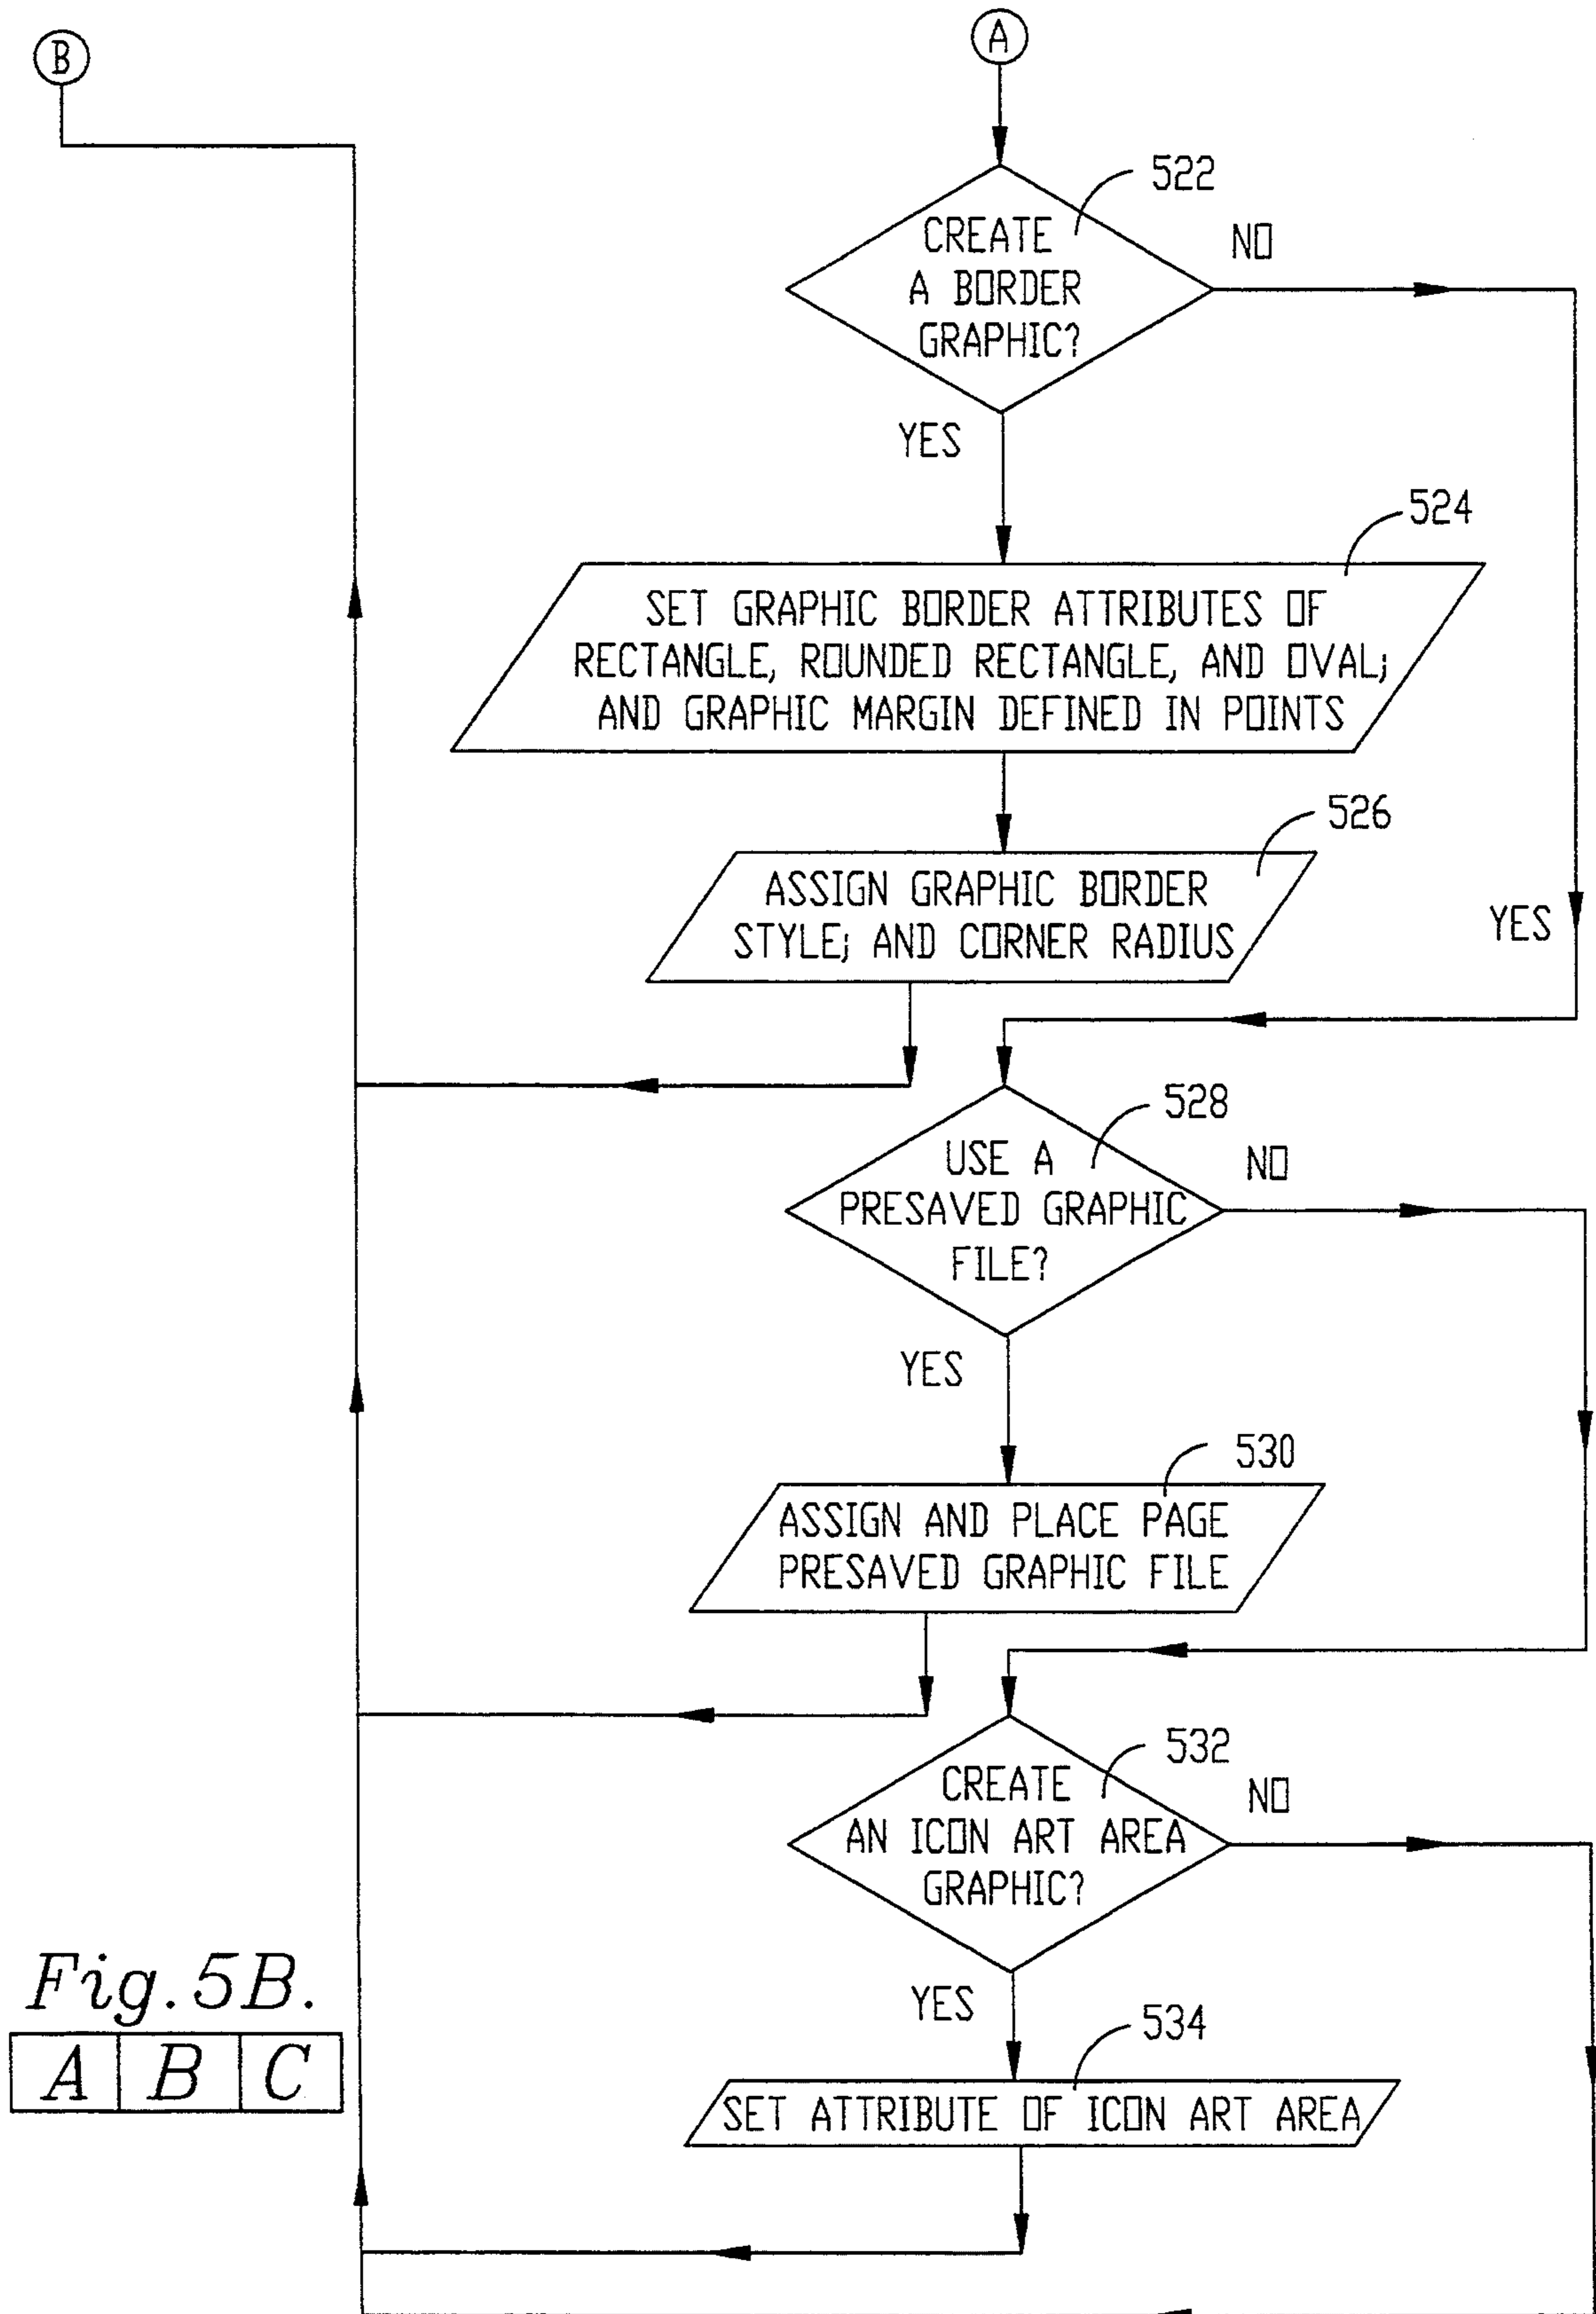 B
A
522
CREATE
A BORDER
GRAPHIC?
NO
YES
524
SET GRAPHIC BORDER ATTRIBUTES OF
RECTANGLE, ROUNDED RECTANGLE, AND OVAL;
AND GRAPHIC MARGIN DEFINED IN POINTS
526
ASSIGN GRAPHIC BORDER
STYLE; AND CORNER RADIUS
YES
528
USE A
PRESAVED GRAPHIC
FILE?
NO
YES
530
ASSIGN AND PLACE PAGE
PRESAVED GRAPHIC FILE
532
CREATE
AN ICON ART AREA
GRAPHIC?
NO
YES
534
SET ATTRIBUTE OF ICON ART AREA
Fig.5B.
A B C